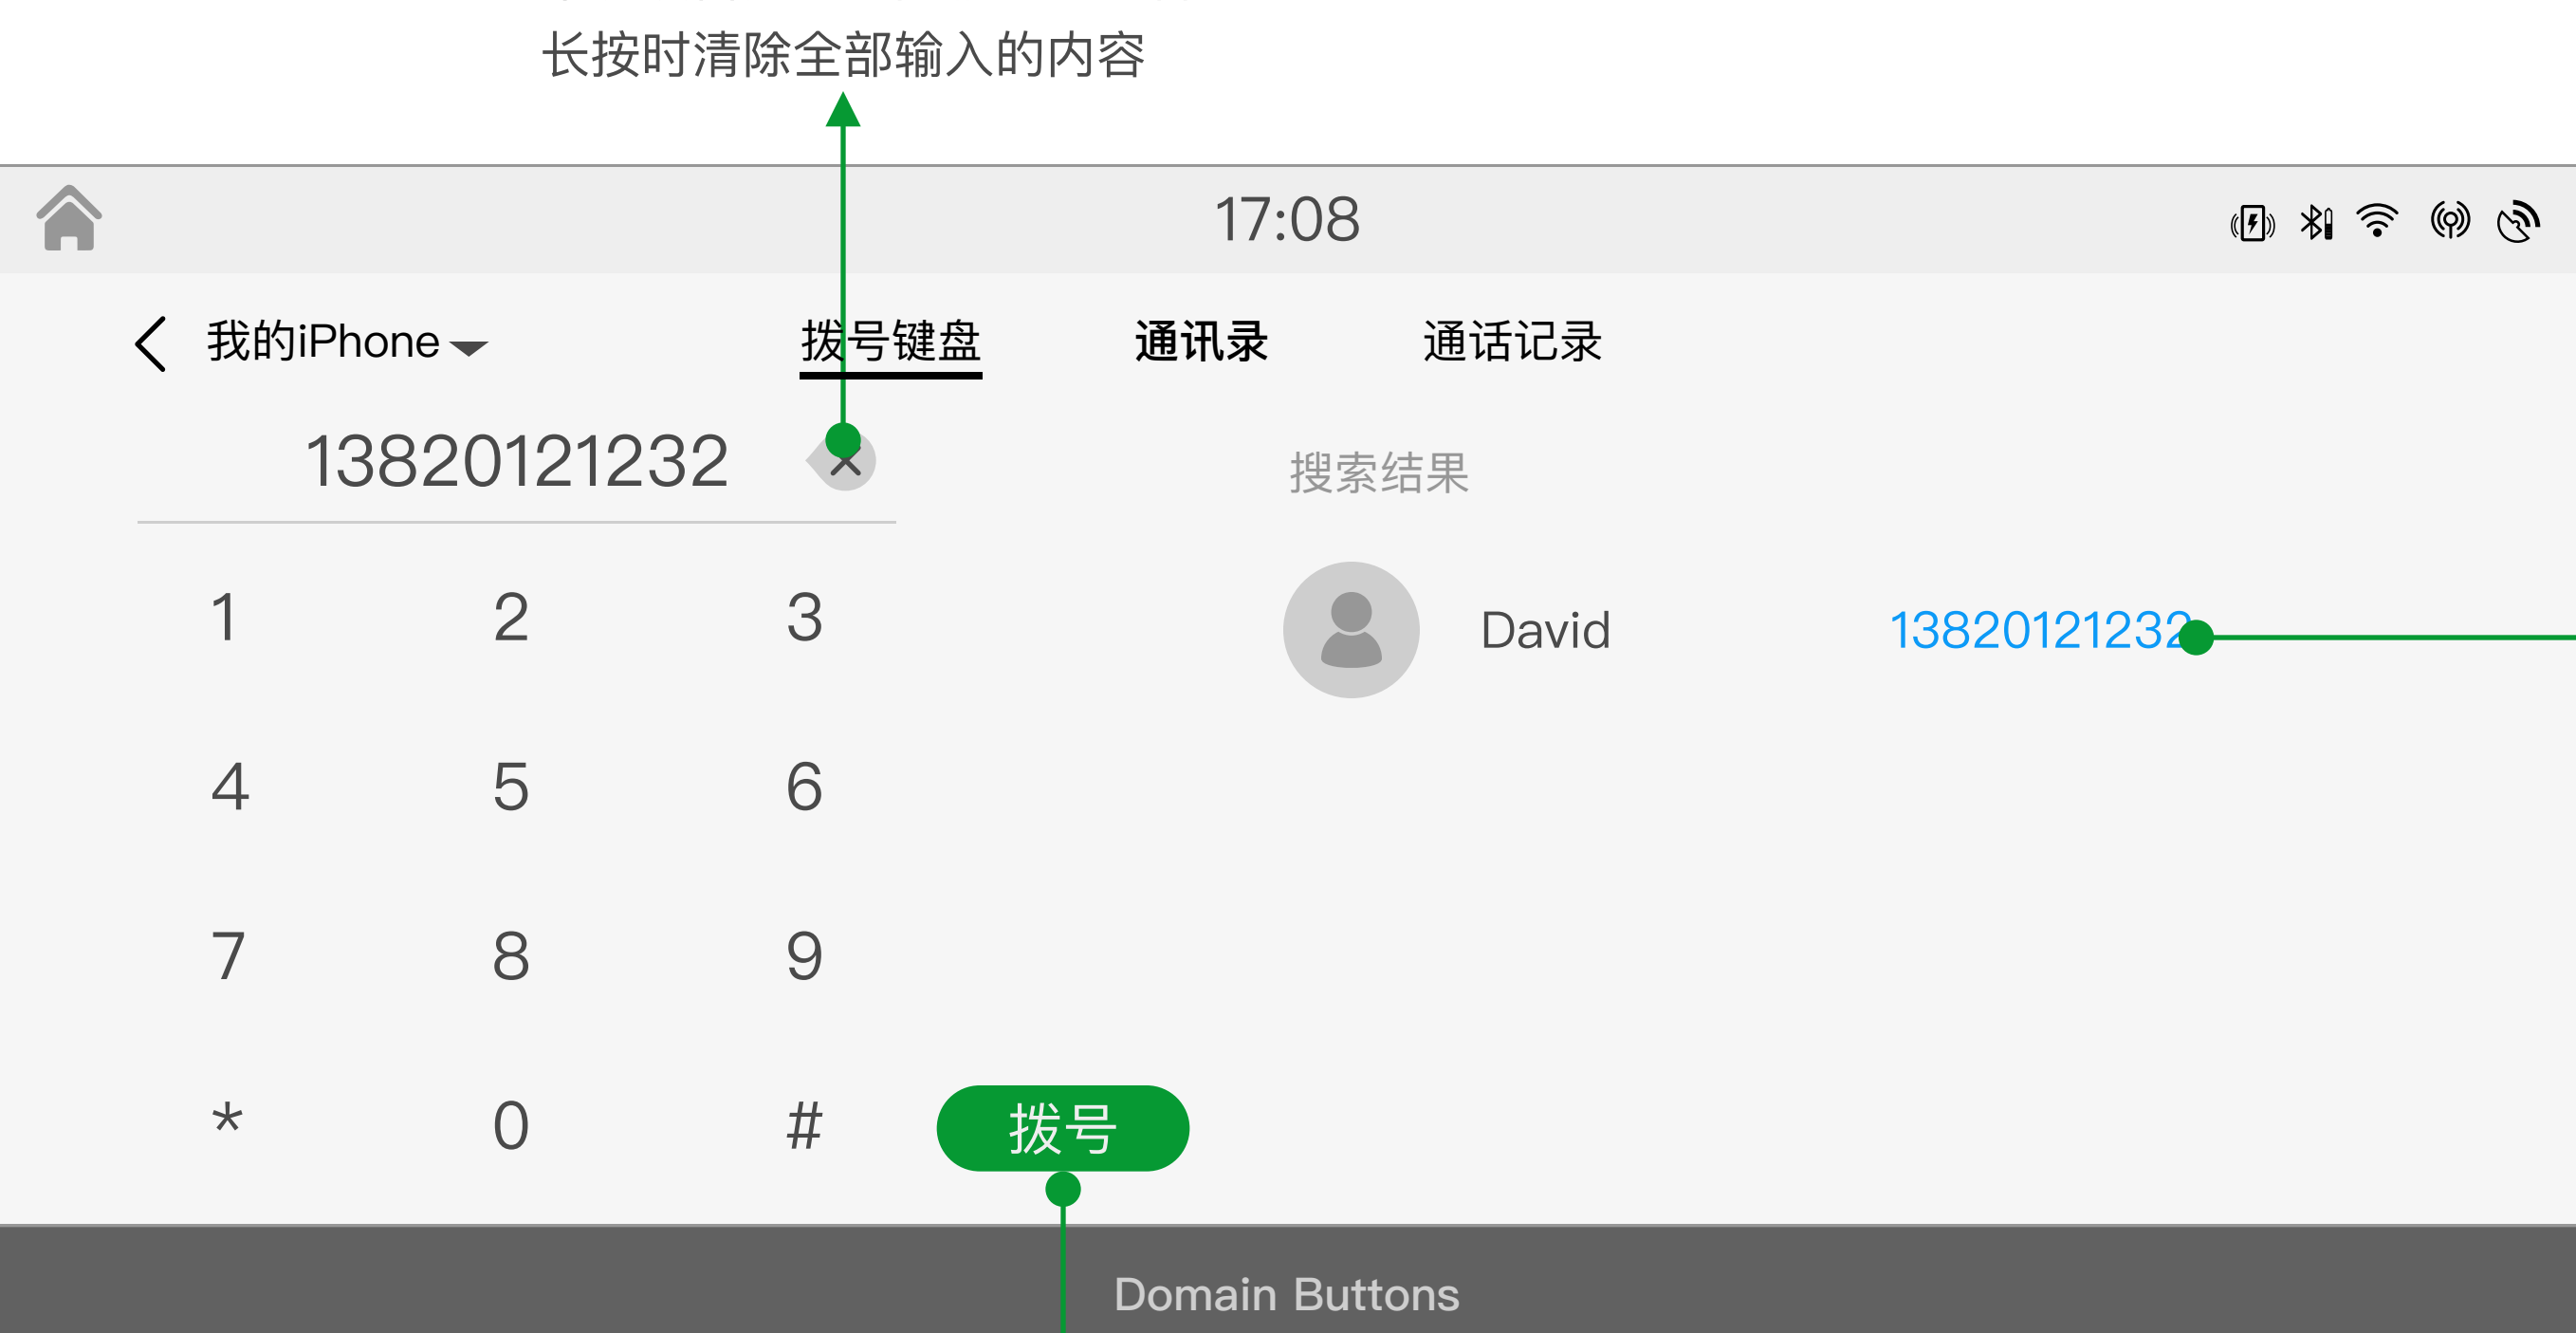 长按时清除全部输入的内容
17:08
我的iPhone 拨号键盘 通讯录 通话记录
13820121232
搜索结果
David 13820121232
1 2 3
4 5 6
7 8 9
* 0 #
拨号
Domain Buttons